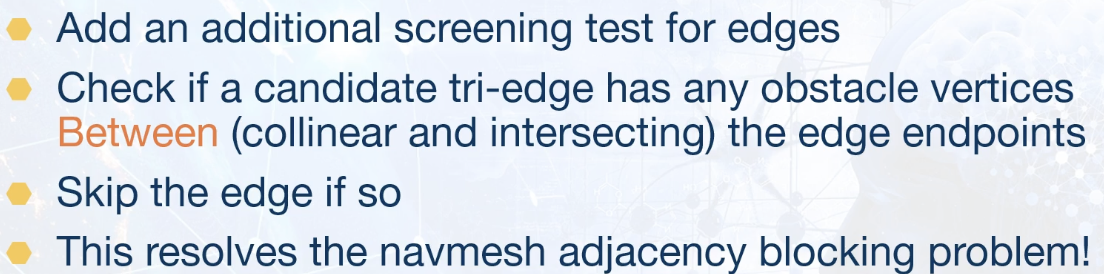 Add an additional screening test for edges
Check if a candidate tri-edge has any obstacle vertices
Between (collinear and intersecting) the edge endpoints
Skip the edge if so
This resolves the navmesh adjacency blocking problem!